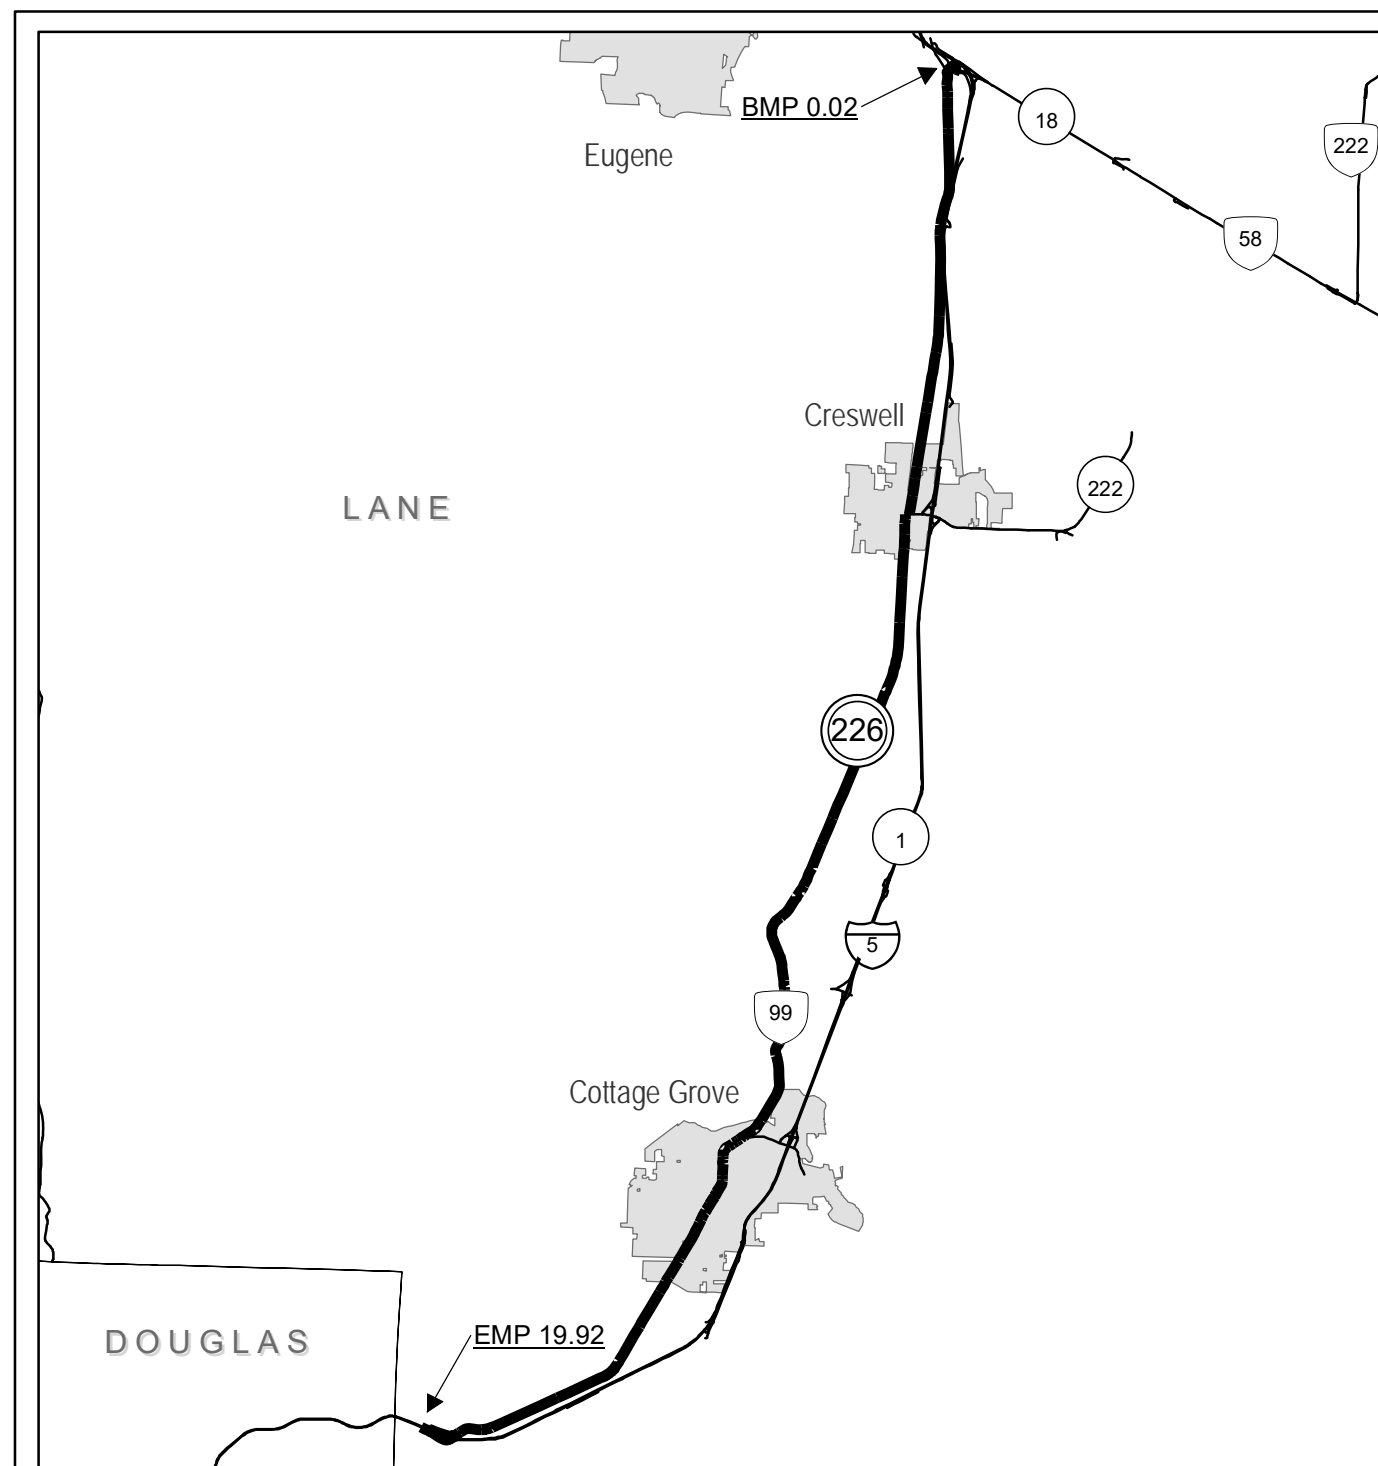 BMP 0.02
18
222
Eugene
58
Creswell
222
LANE
226
1
5
99
Cottage Grove
EMP 19.92
DOUGLAS